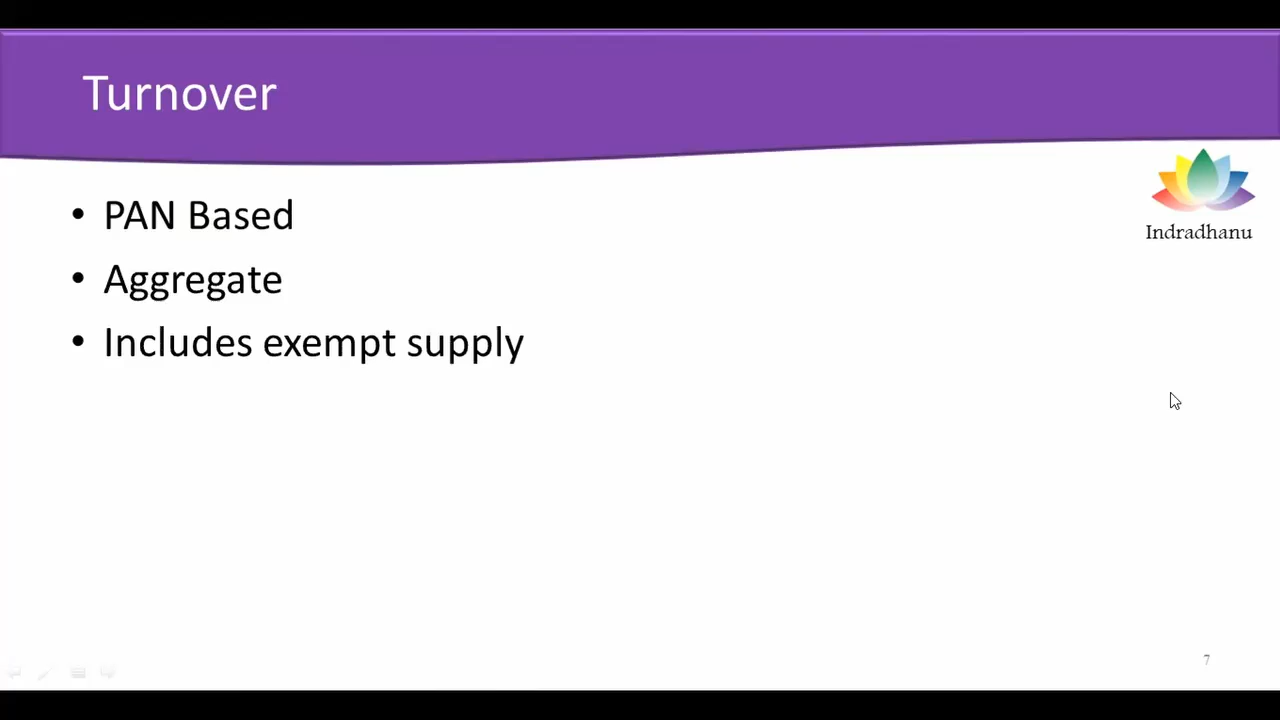 Turnover
Indradhanu
• PAN Based
• Aggregate
• Includes exempt supply
7